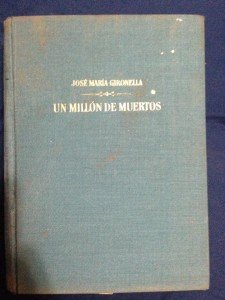 JOSÉ MARÍA GIRONELLA
UN MILLÓN DE MUERTOS